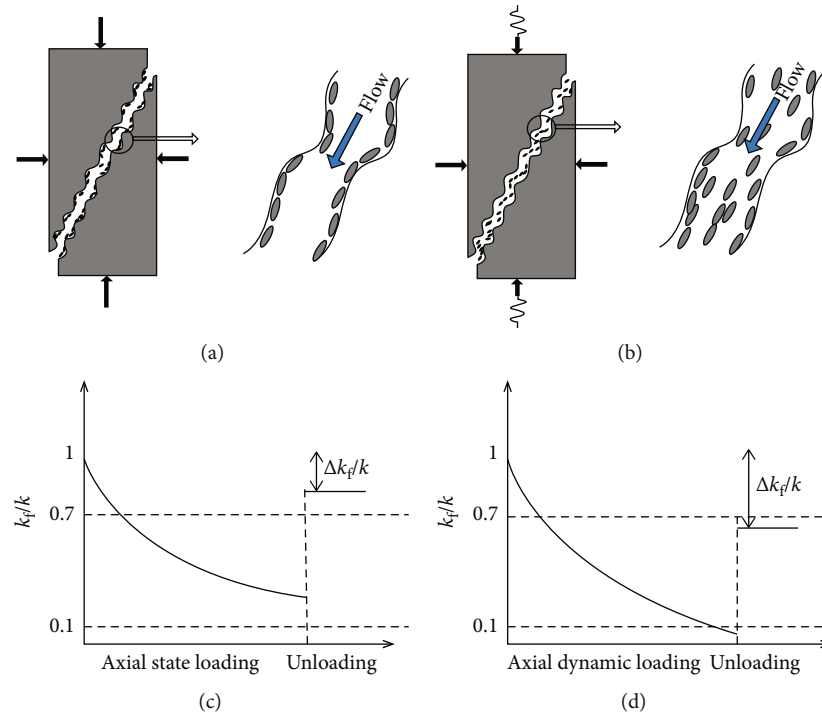 Flow
Flow
(a)
(b)
1
Δk_f/k
0.7
k_f/k
0.1
Axial state loading
Unloading
(c)
1
Δk_f/k
0.7
k_f/k
0.1
Axial dynamic loading
Unloading
(d)